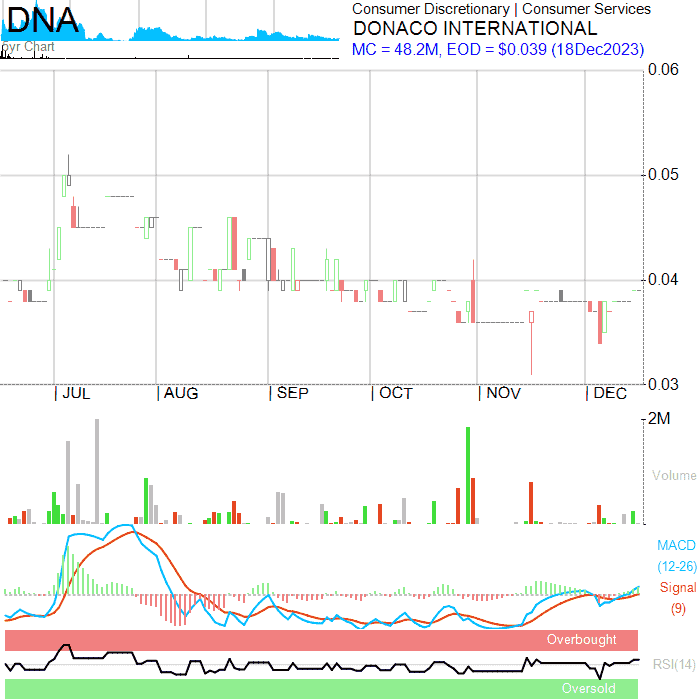 DNA
Consumer Discretionary | Consumer Services
DONACO INTERNATIONAL
5yr Chart
MC = 48.2M, EOD = $0.039 (18Dec2023)
0.06
0.05
0.04
0.03
JUL
AUG
SEP
OCT
NOV
DEC
2M
Volume
MACD
(12-26)
Signal
(9)
Overbought
RSI(14)
Oversold